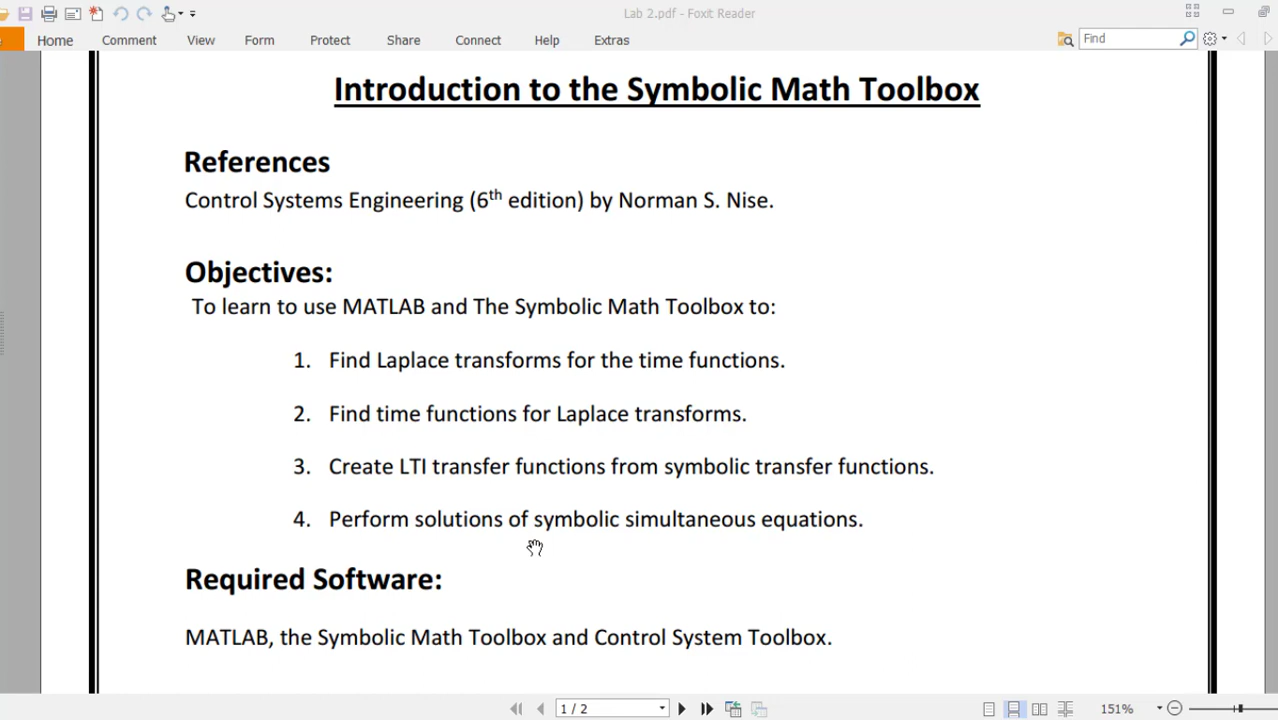 Lab 2.pdf - Foxit Reader
Home Comment View Form Protect Share Connect Help Extras Find
Introduction to the Symbolic Math Toolbox
References
Control Systems Engineering (6th edition) by Norman S. Nise.
Objectives:
To learn to use MATLAB and The Symbolic Math Toolbox to:
1. Find Laplace transforms for the time functions.
2. Find time functions for Laplace transforms.
3. Create LTI transfer functions from symbolic transfer functions.
4. Perform solutions of symbolic simultaneous equations.
Required Software:
MATLAB, the Symbolic Math Toolbox and Control System Toolbox.
1 / 2 151%